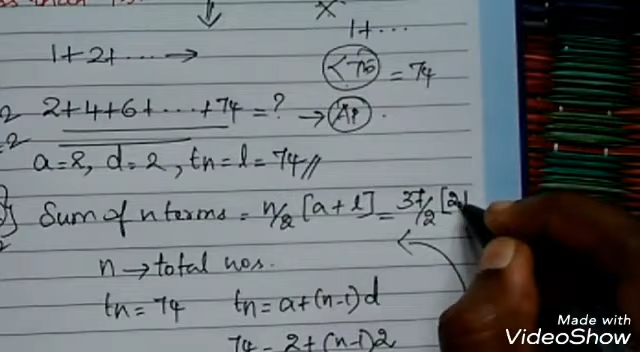 1+ ...
1+2+ ..... →
<75 = 74
2+4+6+ ... +74 = ? → AP.
a=2, d=2, tn=l=74//
Sum of n terms = n/2 [a+l] = 37/2 [2+
n → total nos.
tn = 74 tn = a+(n-1)d
74 = 2+(n-1)2
Made with
VideoShow